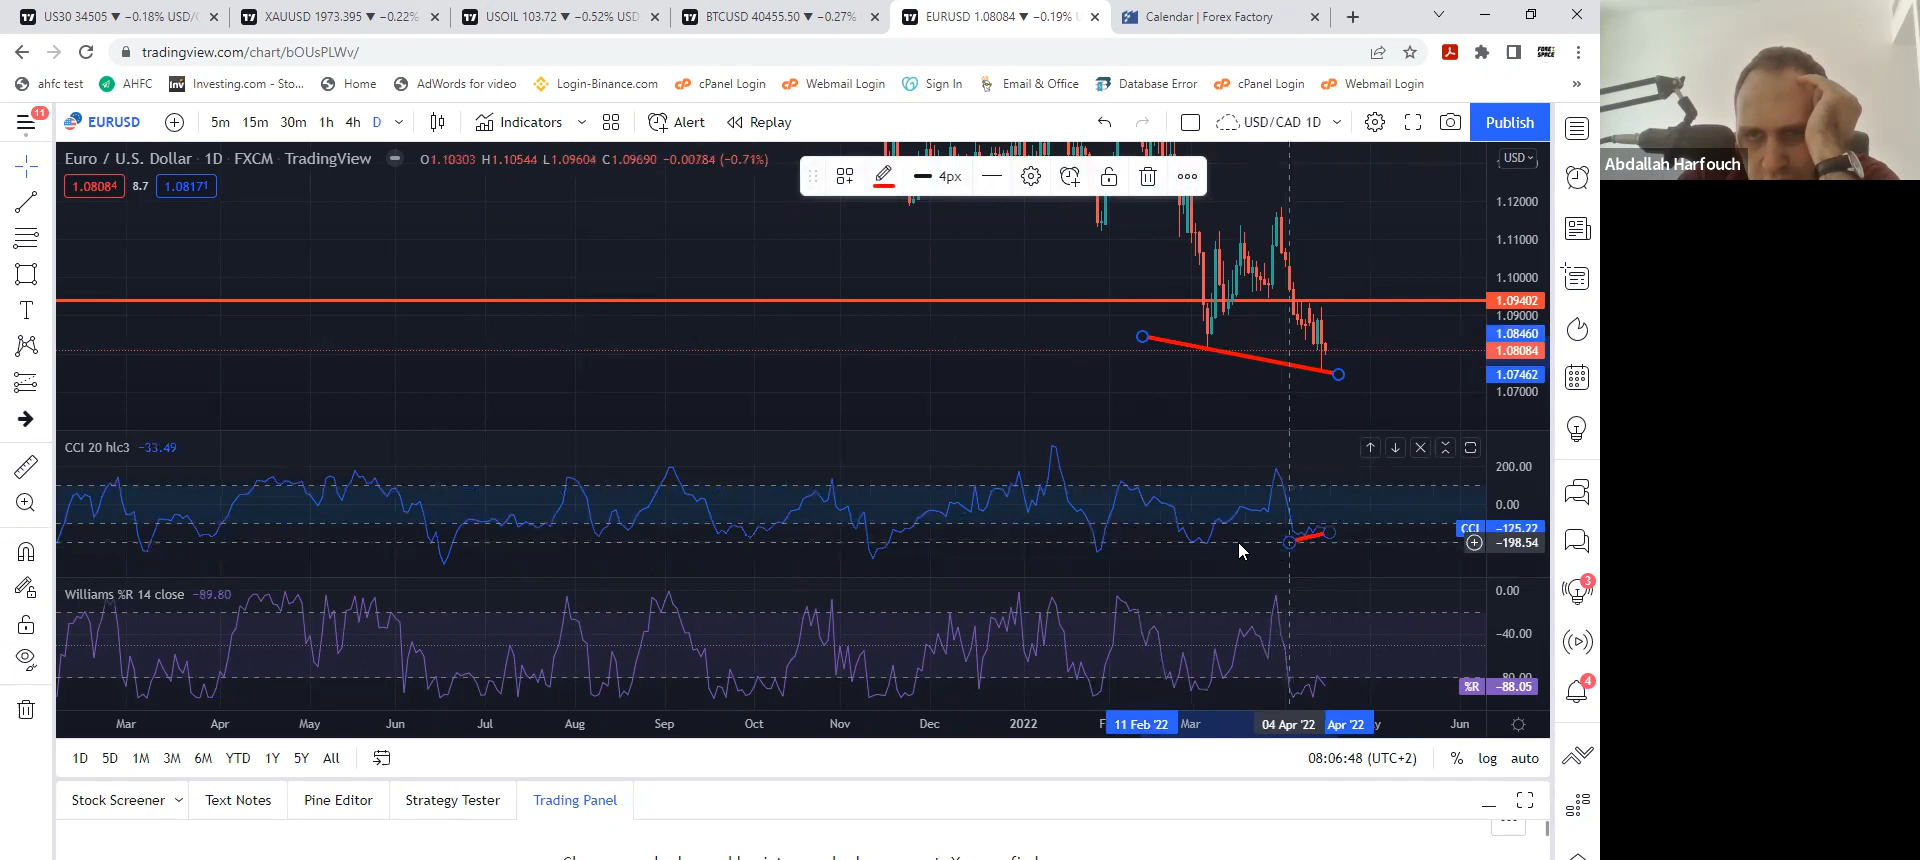 US30 34505 ▼ −0.18% USD/
XAUUSD 1973.395 ▼ −0.22%
USOIL 103.72 ▼ −0.52% USD
BTCUSD 40455.50 ▼ −0.27%
EURUSD 1.08084 ▼ −0.19%
Calendar | Forex Factory
tradingview.com/chart/bOUsPLWv/
ahfc test
AHFC
Inv Investing.com - Sto...
Home
AdWords for video
Login-Binance.com
cPanel Login
Webmail Login
Sign In
Email & Office
Database Error
cPanel Login
Webmail Login
»
11
EURUSD
5m 15m 30m 1h 4h D
Indicators
Alert
Replay
USD/CAD 1D
Publish
Abdallah Harfouch
Euro / U.S. Dollar · 1D · FXCM · TradingView
O1.10303 H1.10544 L1.09604 C1.09690 −0.00784 (−0.71%)
USD
1.08084 8.7 1.08171
4px
1.12000
1.11000
1.10000
1.09402
1.09000
1.08460
1.08084
1.07462
1.07000
CCI 20 hlc3 −33.49
200.00
0.00
CCI −125.22
−198.54
Williams %R 14 close −89.80
0.00
−40.00
%R −88.05
3
4
Mar Apr May Jun Jul Aug Sep Oct Nov Dec 2022 11 Feb '22 Mar 04 Apr '22 Apr '22 Jun
1D 5D 1M 3M 6M YTD 1Y 5Y All
08:06:48 (UTC+2)
% log auto
Stock Screener
Text Notes
Pine Editor
Strategy Tester
Trading Panel